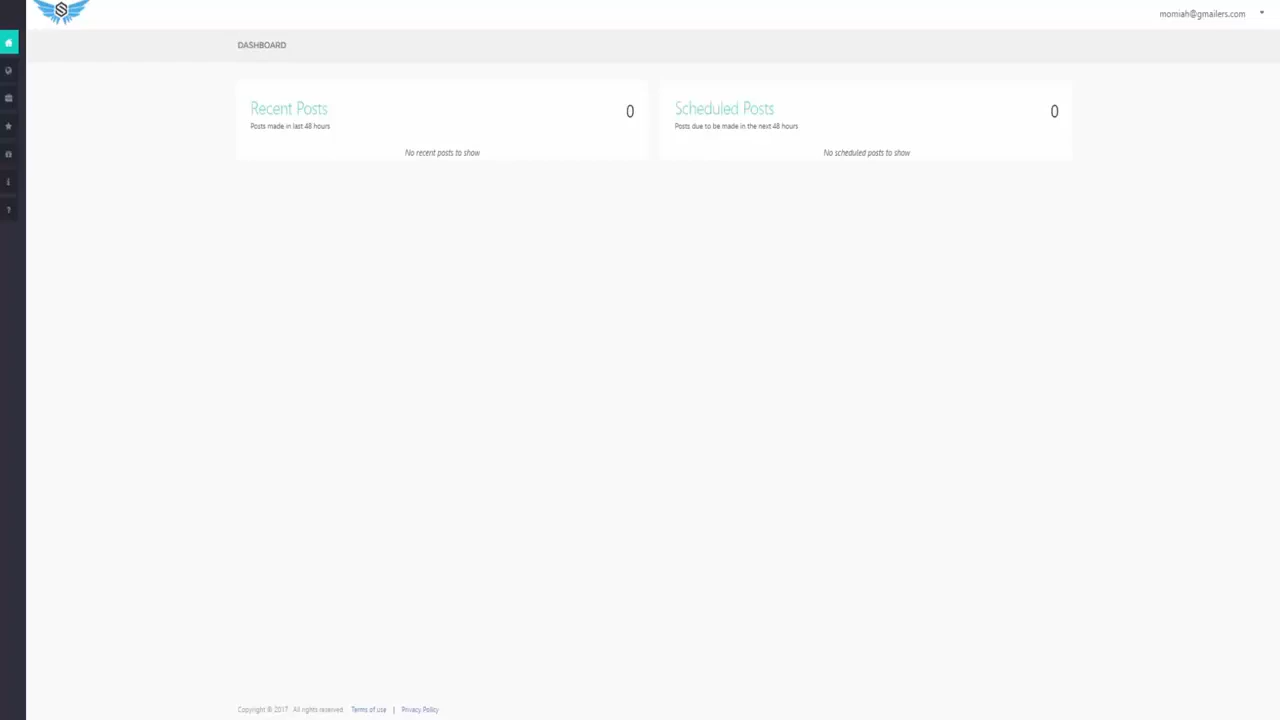 momiah@gmailers.com
DASHBOARD
Recent Posts
0
Posts made in last 48 hours
No recent posts to show
Scheduled Posts
0
Posts due to be made in the next 48 hours
No scheduled posts to show
Copyright © 2017 . All rights reserved. Terms of use | Privacy Policy